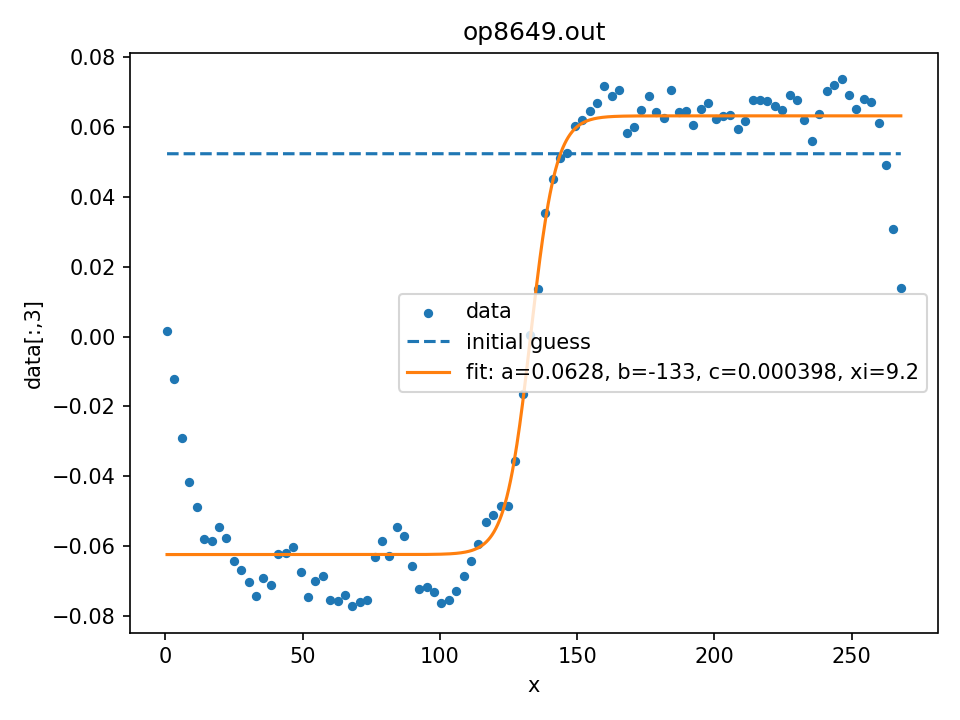 op8649.out
0.08
0.06
0.04
0.02
0.00
−0.02
−0.04
−0.06
−0.08
data[:,3]
data
initial guess
fit: a=0.0628, b=-133, c=0.000398, xi=9.2
0 50 100 150 200 250
x